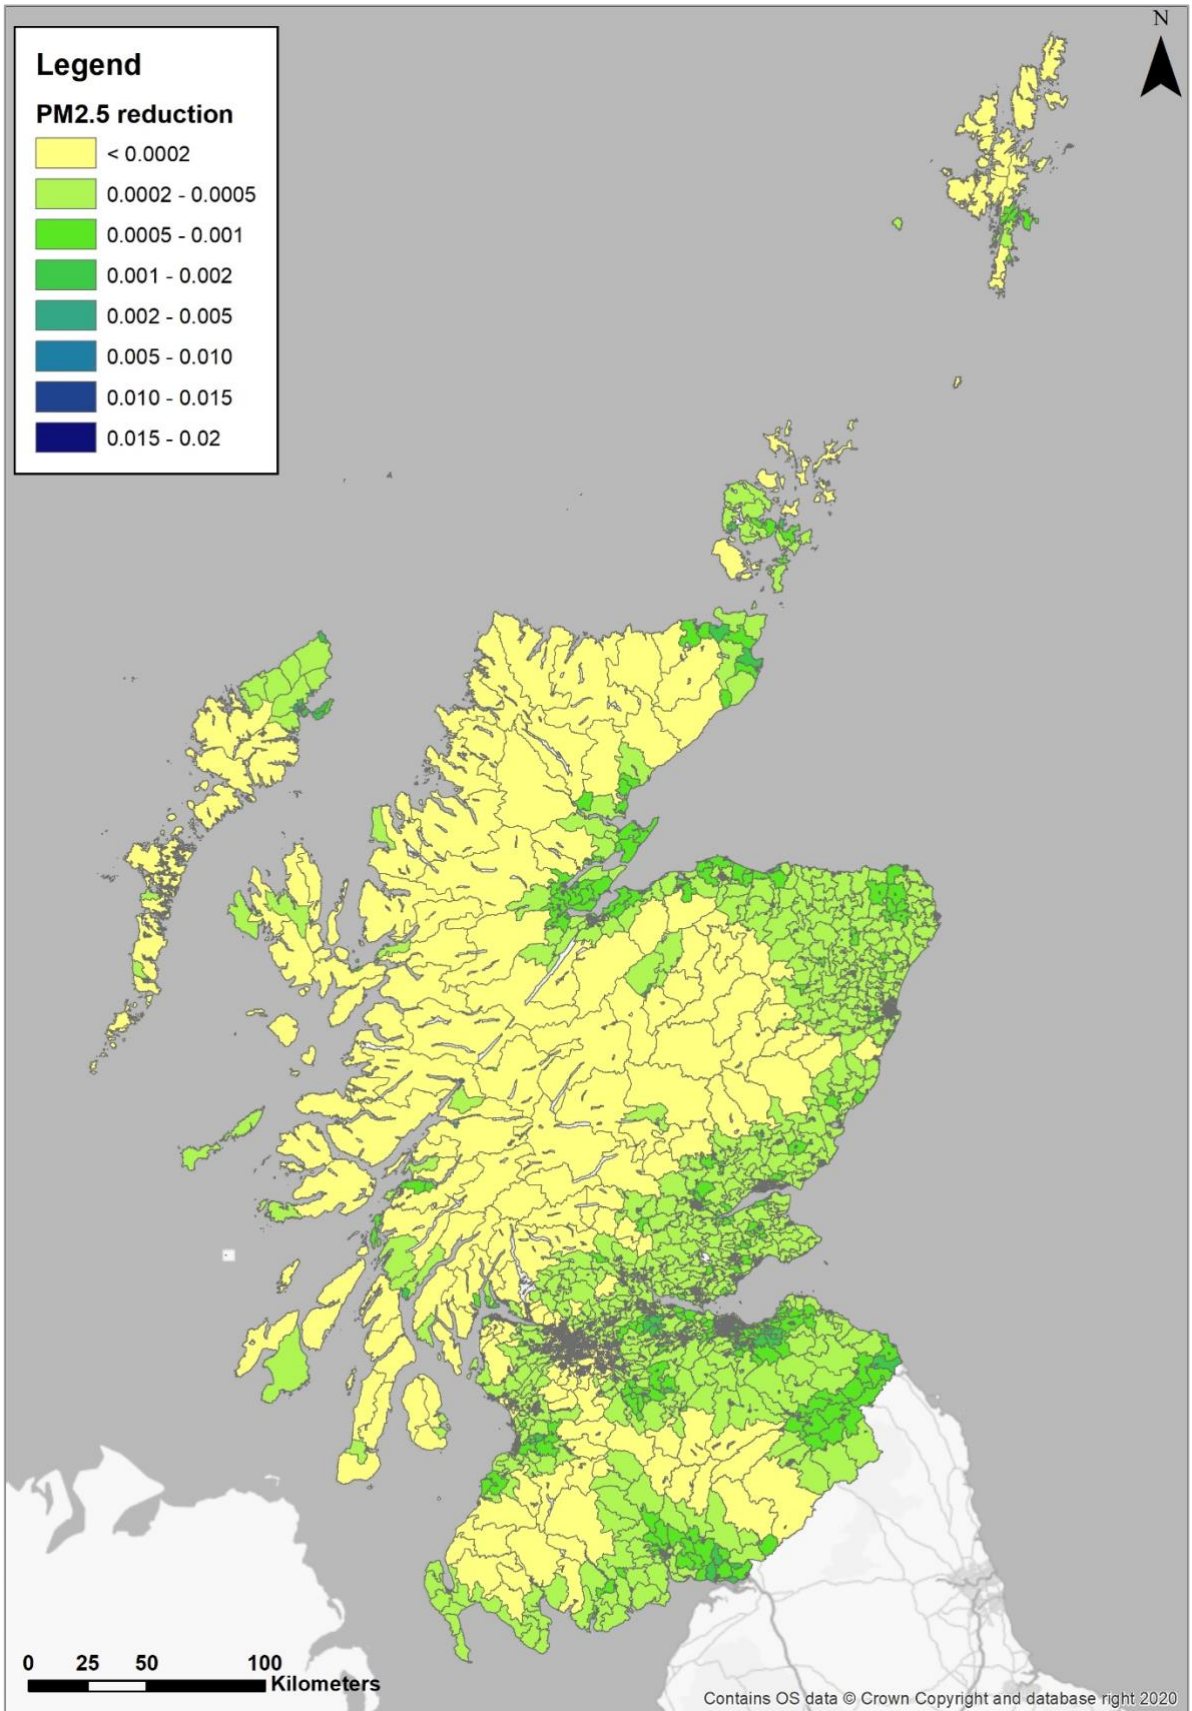 N
Legend
PM2.5 reduction
< 0.0002
0.0002 - 0.0005
0.0005 - 0.001
0.001 - 0.002
0.002 - 0.005
0.005 - 0.010
0.010 - 0.015
0.015 - 0.02
0 25 50 100
Kilometers
Contains OS data © Crown Copyright and database right 2020